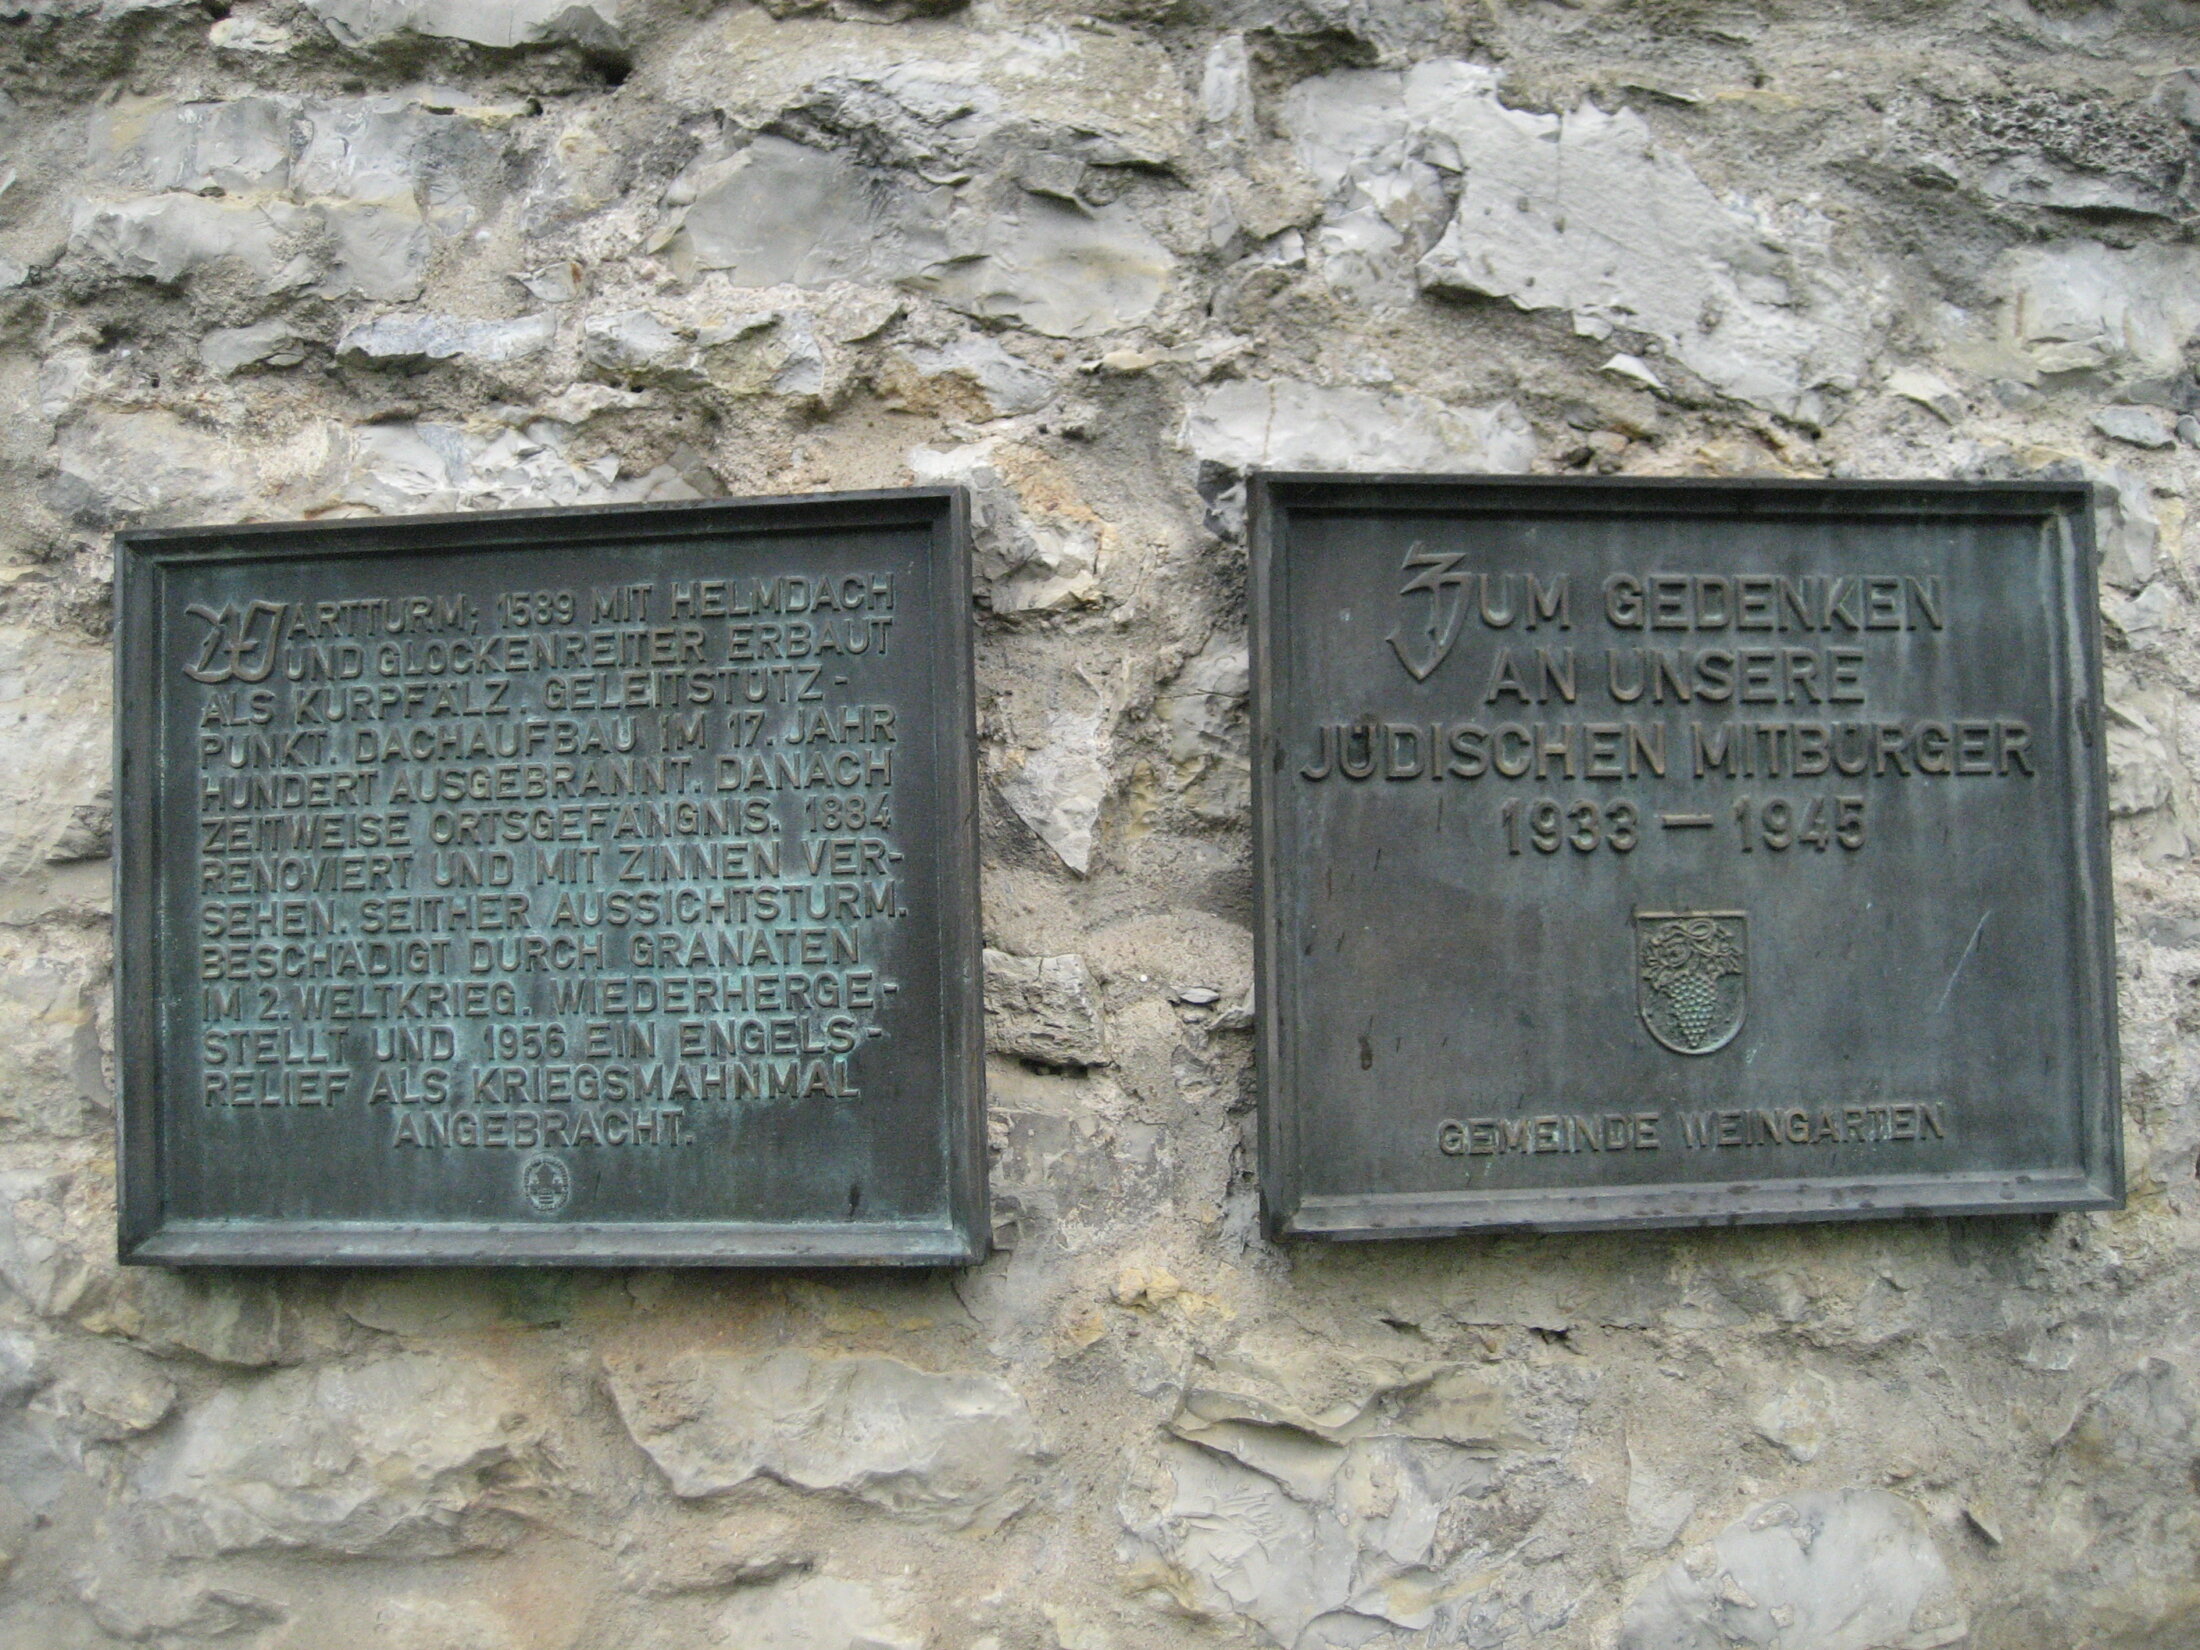 WARTTURM; 1589 MIT HELMDACH
UND GLOCKENREITER ERBAUT
ALS KURPFÄLZ. GELEITSTÜTZ-
PUNKT. DACHAUFBAU IM 17. JAHR
HUNDERT AUSGEBRANNT. DANACH
ZEITWEISE ORTSGEFÄNGNIS. 1884
RENOVIERT UND MIT ZINNEN VER-
SEHEN. SEITHER AUSSICHTSTURM.
BESCHÄDIGT DURCH GRANATEN
IM 2. WELTKRIEG. WIEDERHERGE-
STELLT UND 1956 EIN ENGELS-
RELIEF ALS KRIEGSMAHNMAL
ANGEBRACHT.
ZUM GEDENKEN
AN UNSERE
JÜDISCHEN MITBÜRGER
1933 — 1945
GEMEINDE WEINGARTEN